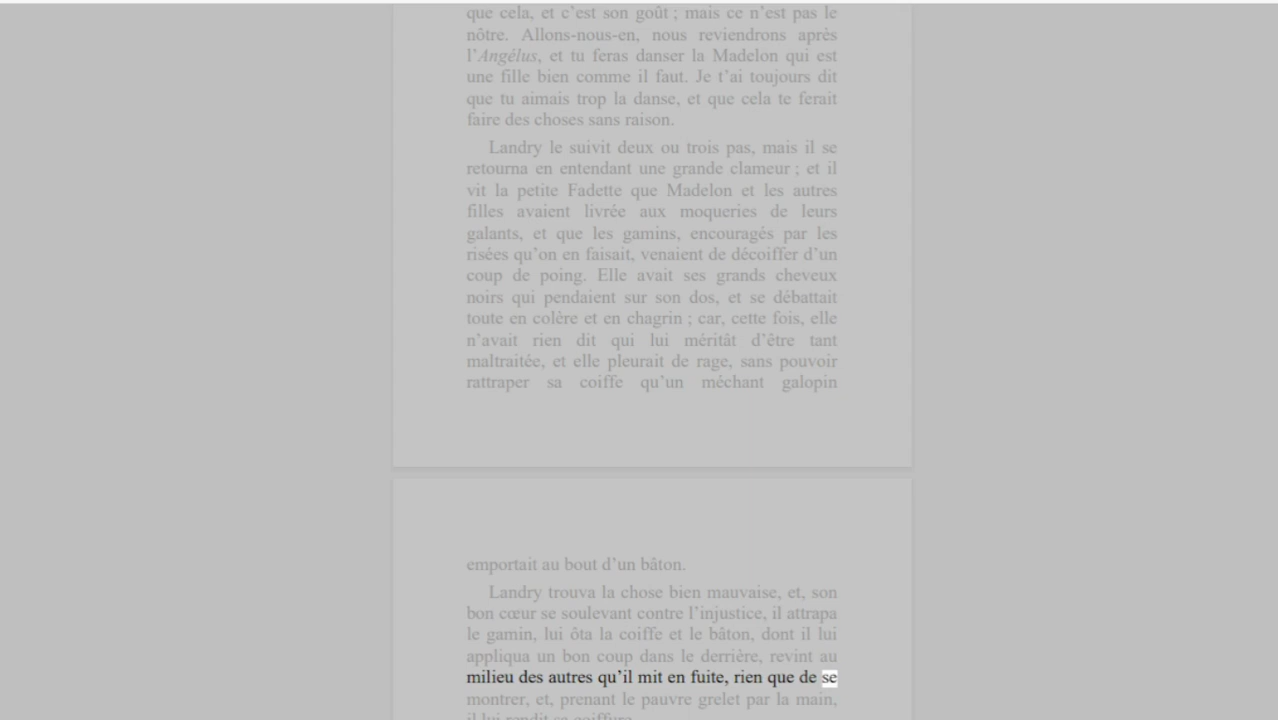 que cela, et c’est son goût ; mais ce n’est pas le
nôtre. Allons-nous-en, nous reviendrons après
l’Angélus, et tu feras danser la Madelon qui est
une fille bien comme il faut. Je t’ai toujours dit
que tu aimais trop la danse, et que cela te ferait
faire des choses sans raison.
Landry le suivit deux ou trois pas, mais il se
retourna en entendant une grande clameur ; et il
vit la petite Fadette que Madelon et les autres
filles avaient livrée aux moqueries de leurs
galants, et que les gamins, encouragés par les
risées qu’on en faisait, venaient de décoiffer d’un
coup de poing. Elle avait ses grands cheveux
noirs qui pendaient sur son dos, et se débattait
toute en colère et en chagrin ; car, cette fois, elle
n’avait rien dit qui lui méritât d’être tant
maltraitée, et elle pleurait de rage, sans pouvoir
rattraper sa coiffe qu’un méchant galopin
emportait au bout d’un bâton.
Landry trouva la chose bien mauvaise, et, son
bon cœur se soulevant contre l’injustice, il attrapa
le gamin, lui ôta la coiffe et le bâton, dont il lui
appliqua un bon coup dans le derrière, revint au
milieu des autres qu’il mit en fuite, rien que de se
montrer, et, prenant le pauvre grelet par la main,
il lui rendit sa coiffure.